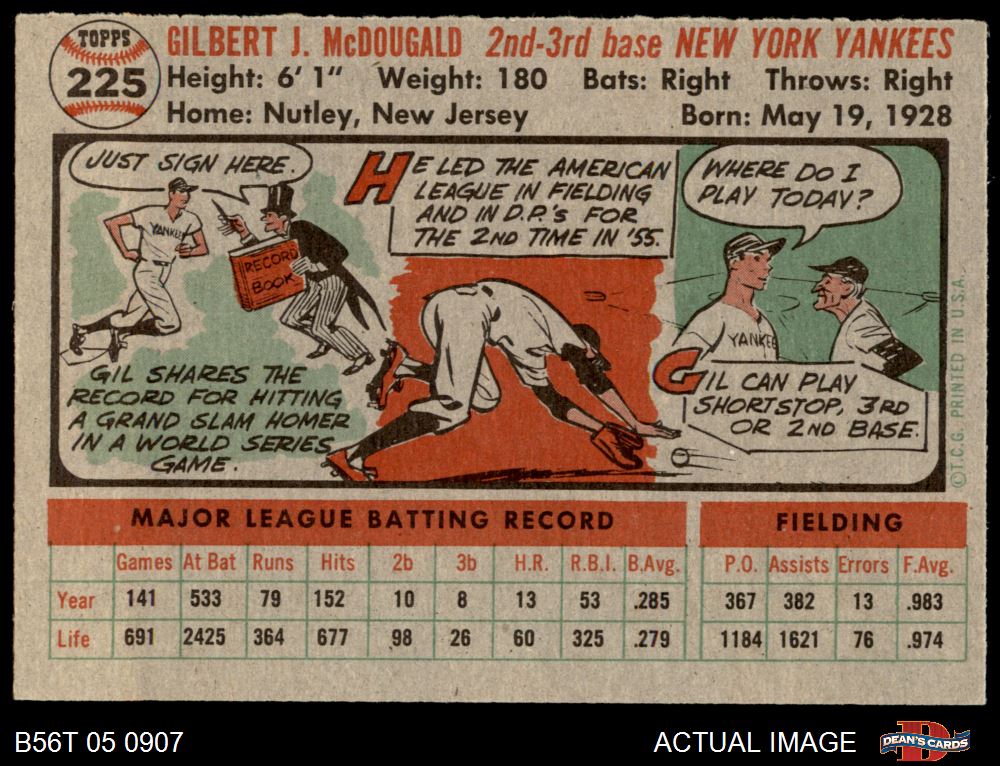 TOPPS
225
GILBERT J. McDOUGALD 2nd-3rd base NEW YORK YANKEES
Height: 6' 1" Weight: 180 Bats: Right Throws: Right
Home: Nutley, New Jersey Born: May 19, 1928
JUST SIGN HERE.
YANKEE
RECORD
BOOK
GIL SHARES THE
RECORD FOR HITTING
A GRAND SLAM HOMER
IN A WORLD SERIES
GAME.
HE LED THE AMERICAN
LEAGUE IN FIELDING
AND IN D.P.'s FOR
THE 2ND TIME IN '55.
WHERE DO I
PLAY TODAY?
YANKEE
GIL CAN PLAY
SHORTSTOP, 3RD
OR 2ND BASE.
©T.C.G. PRINTED IN U.S.A.
MAJOR LEAGUE BATTING RECORD FIELDING
Games At Bat Runs Hits 2b 3b H.R. R.B.I. B.Avg. P.O. Assists Errors F.Avg.
Year 141 533 79 152 10 8 13 53 .285 367 382 13 .983
Life 691 2425 364 677 98 26 60 325 .279 1184 1621 76 .974
B56T 05 0907 ACTUAL IMAGE
DEAN'S CARDS